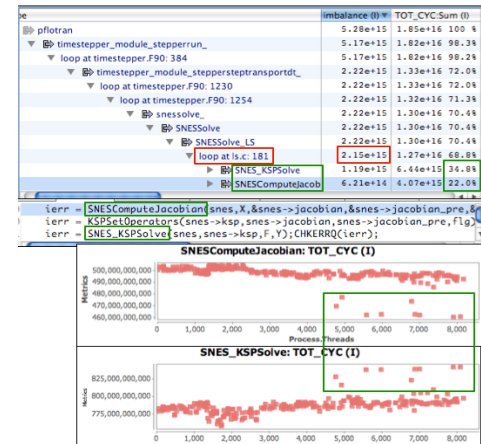 pe imbalance (I) ▼ TOT_CYC:Sum (I)
pflotran 5.28e+15 1.85e+16 100 %
timestepper_module_stepperrun_ 5.17e+15 1.82e+16 98.3%
loop at timestepper.F90: 384 5.17e+15 1.82e+16 98.2%
timestepper_module_steppersteptransportdt_ 2.22e+15 1.33e+16 72.0%
loop at timestepper.F90: 1230 2.22e+15 1.33e+16 72.0%
loop at timestepper.F90: 1254 2.22e+15 1.32e+16 71.3%
snessolve_ 2.22e+15 1.30e+16 70.4%
SNESSolve 2.22e+15 1.30e+16 70.4%
SNESSolve_LS 2.22e+15 1.30e+16 70.4%
loop at ls.c: 181 2.15e+15 1.27e+16 68.8%
SNES_KSPSolve 1.19e+15 6.44e+15 34.8%
SNESComputeJacob 6.21e+14 4.07e+15 22.0%
ierr = SNESComputeJacobian(snes,X,&snes->jacobian,&snes->jacobian_pre,&
ierr = KSPSetOperators(snes->ksp,snes->jacobian,snes->jacobian_pre,flg)
ierr = SNES_KSPSolve(snes,snes->ksp,F,Y);CHKERRQ(ierr);
SNESComputeJacobian: TOT_CYC (I)
Metrics
500,000,000,000
490,000,000,000
480,000,000,000
470,000,000,000
460,000,000,000
0 1,000 2,000 3,000 4,000 5,000 6,000 7,000 8,000
Process.Threads
SNES_KSPSolve: TOT_CYC (I)
Metrics
825,000,000,000
800,000,000,000
775,000,000,000
0 1,000 2,000 3,000 4,000 5,000 6,000 7,000 8,000